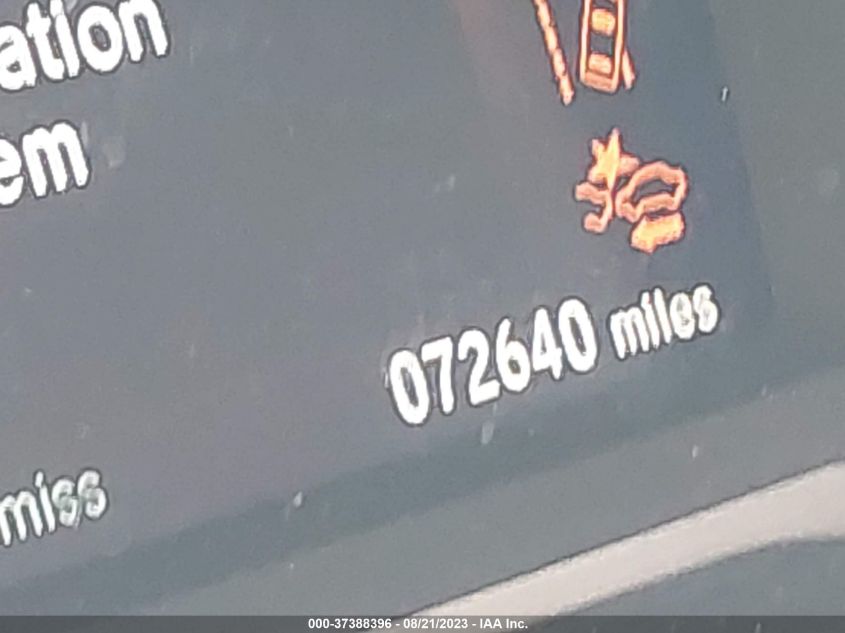 ation
em
072640 miles
miss
000-37388396 - 08/21/2023 - IAA Inc.